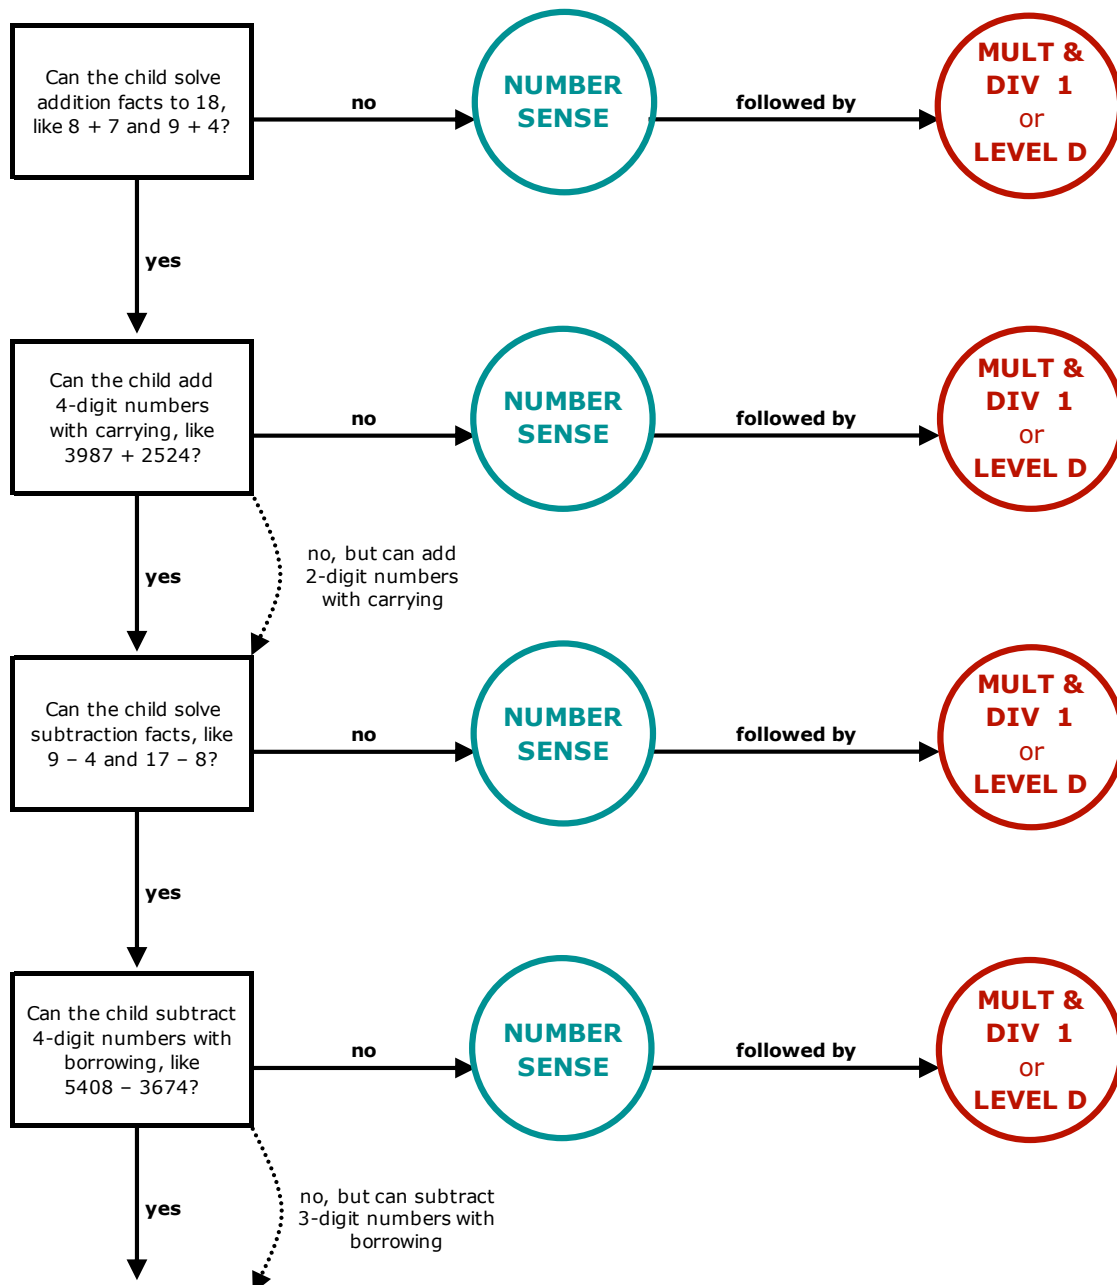 Can the child solve
addition facts to 18,
like 8 + 7 and 9 + 4?
no
NUMBER
SENSE
followed by
MULT &
DIV 1
or
LEVEL D
yes
Can the child add
4-digit numbers
with carrying, like
3987 + 2524?
no
NUMBER
SENSE
followed by
MULT &
DIV 1
or
LEVEL D
yes
no, but can add
2-digit numbers
with carrying
Can the child solve
subtraction facts, like
9 – 4 and 17 – 8?
no
NUMBER
SENSE
followed by
MULT &
DIV 1
or
LEVEL D
yes
Can the child subtract
4-digit numbers with
borrowing, like
5408 – 3674?
no
NUMBER
SENSE
followed by
MULT &
DIV 1
or
LEVEL D
yes
no, but can subtract
3-digit numbers with
borrowing